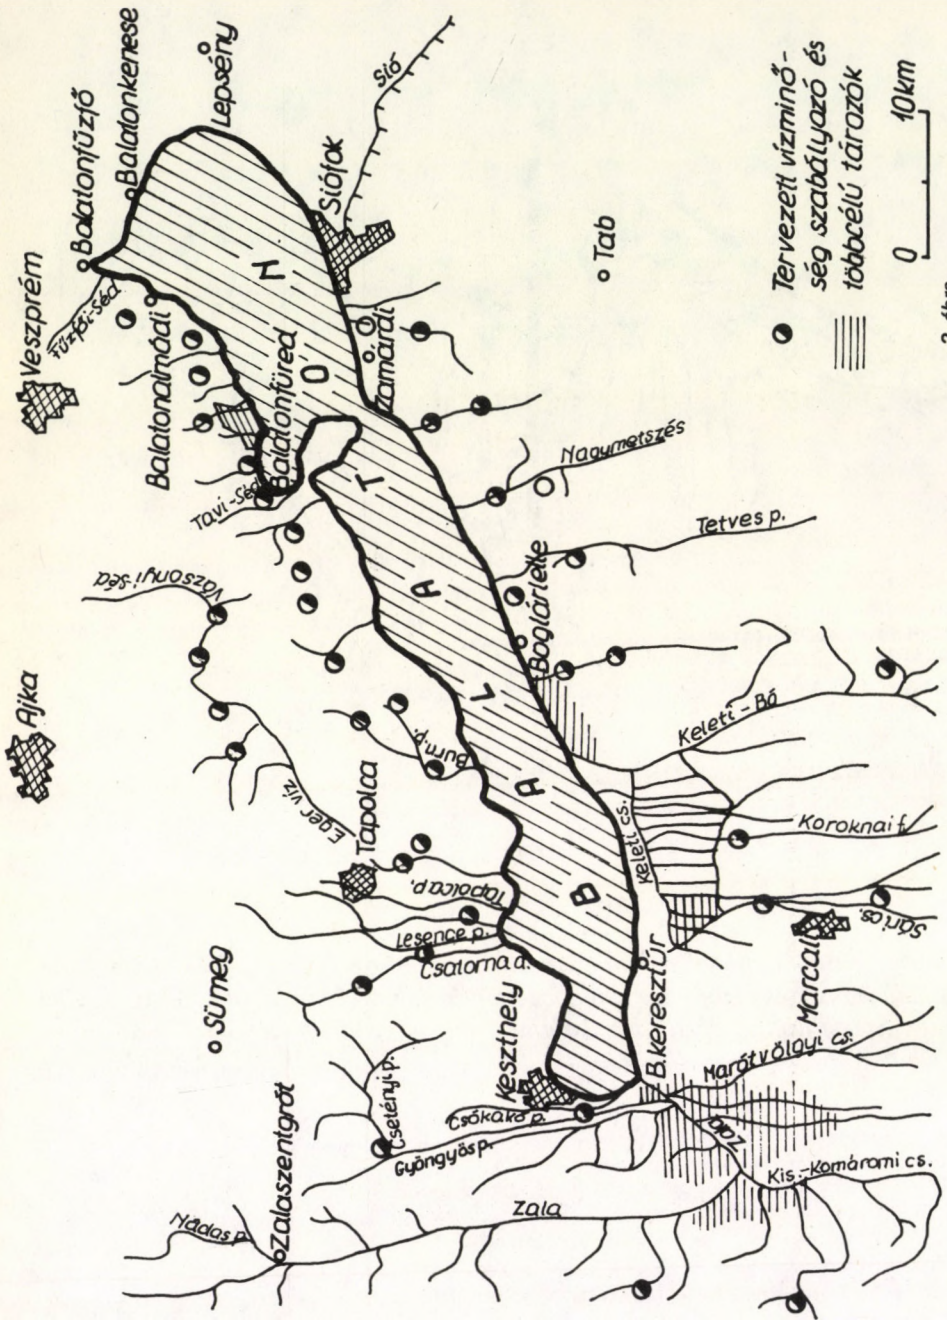 Veszprém
Ajka
Sümeg
Zalaszentgrót
Balatonfűzfő
Balatonkenese
Lepsény
Fűzfői-Séd
Balatonalmádi
Balatonfüred
Tavi-Séd
Siófok
Sió
Zamárdi
Tab
Nagymetszés
Tetves p.
Boglárlelle
Vázsonyi-séd
Burn. p.
Eger víz
Tapolca
Tapolca p.
Lesence p.
Csatorna á.
Keszthely
Csetényi p.
Csókakő p.
Gyöngyös p.
Nádas p.
Zala
Zala
B.keresztúr
Keleti cs.
Keleti-Bó
Koroknai f.
Sári cs.
Marcali
Marótvölgyi cs.
Kis-Komáromi cs.
BALATON
Tervezett vízminő-
ség szabályazó és
többcélú tározók
0 10km